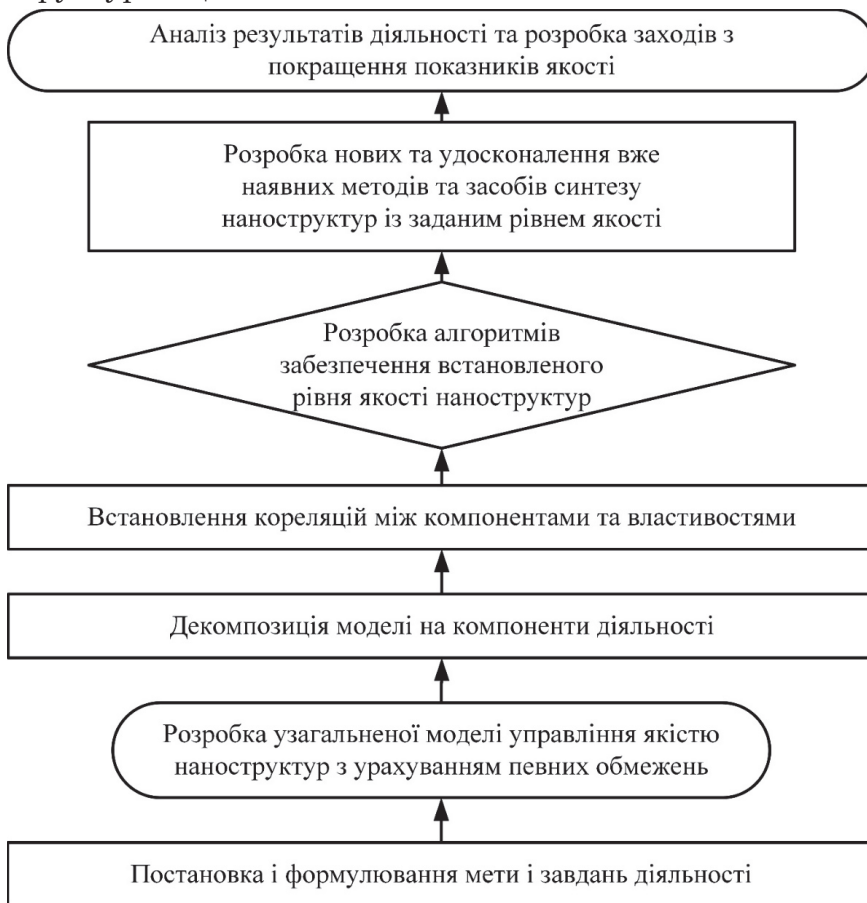 Аналіз результатів діяльності та розробка заходів з
покращення показників якості
Розробка нових та удосконалення вже
наявних методів та засобів синтезу
наноструктур із заданим рівнем якості
Розробка алгоритмів
забезпечення встановленого
рівня якості наноструктур
Встановлення кореляцій між компонентами та властивостями
Декомпозиція моделі на компоненти діяльності
Розробка узагальненої моделі управління якістю
наноструктур з урахуванням певних обмежень
Постановка і формулювання мети і завдань діяльності